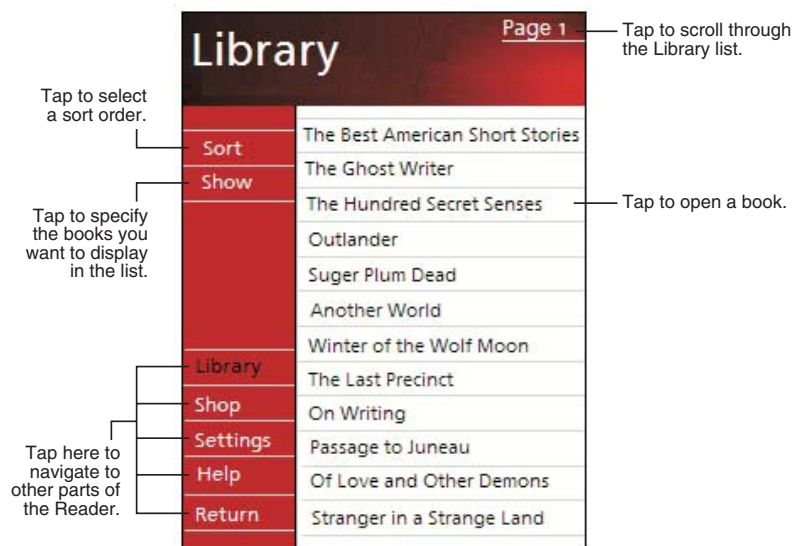 Library
Page 1
Tap to scroll through
the Library list.
Tap to select
a sort order.
Sort
Show
Tap to specify
the books you
want to display
in the list.
The Best American Short Stories
The Ghost Writer
The Hundred Secret Senses
Tap to open a book.
Outlander
Suger Plum Dead
Another World
Winter of the Wolf Moon
The Last Precinct
On Writing
Passage to Juneau
Of Love and Other Demons
Stranger in a Strange Land
Library
Shop
Settings
Help
Return
Tap here to
navigate to
other parts of
the Reader.